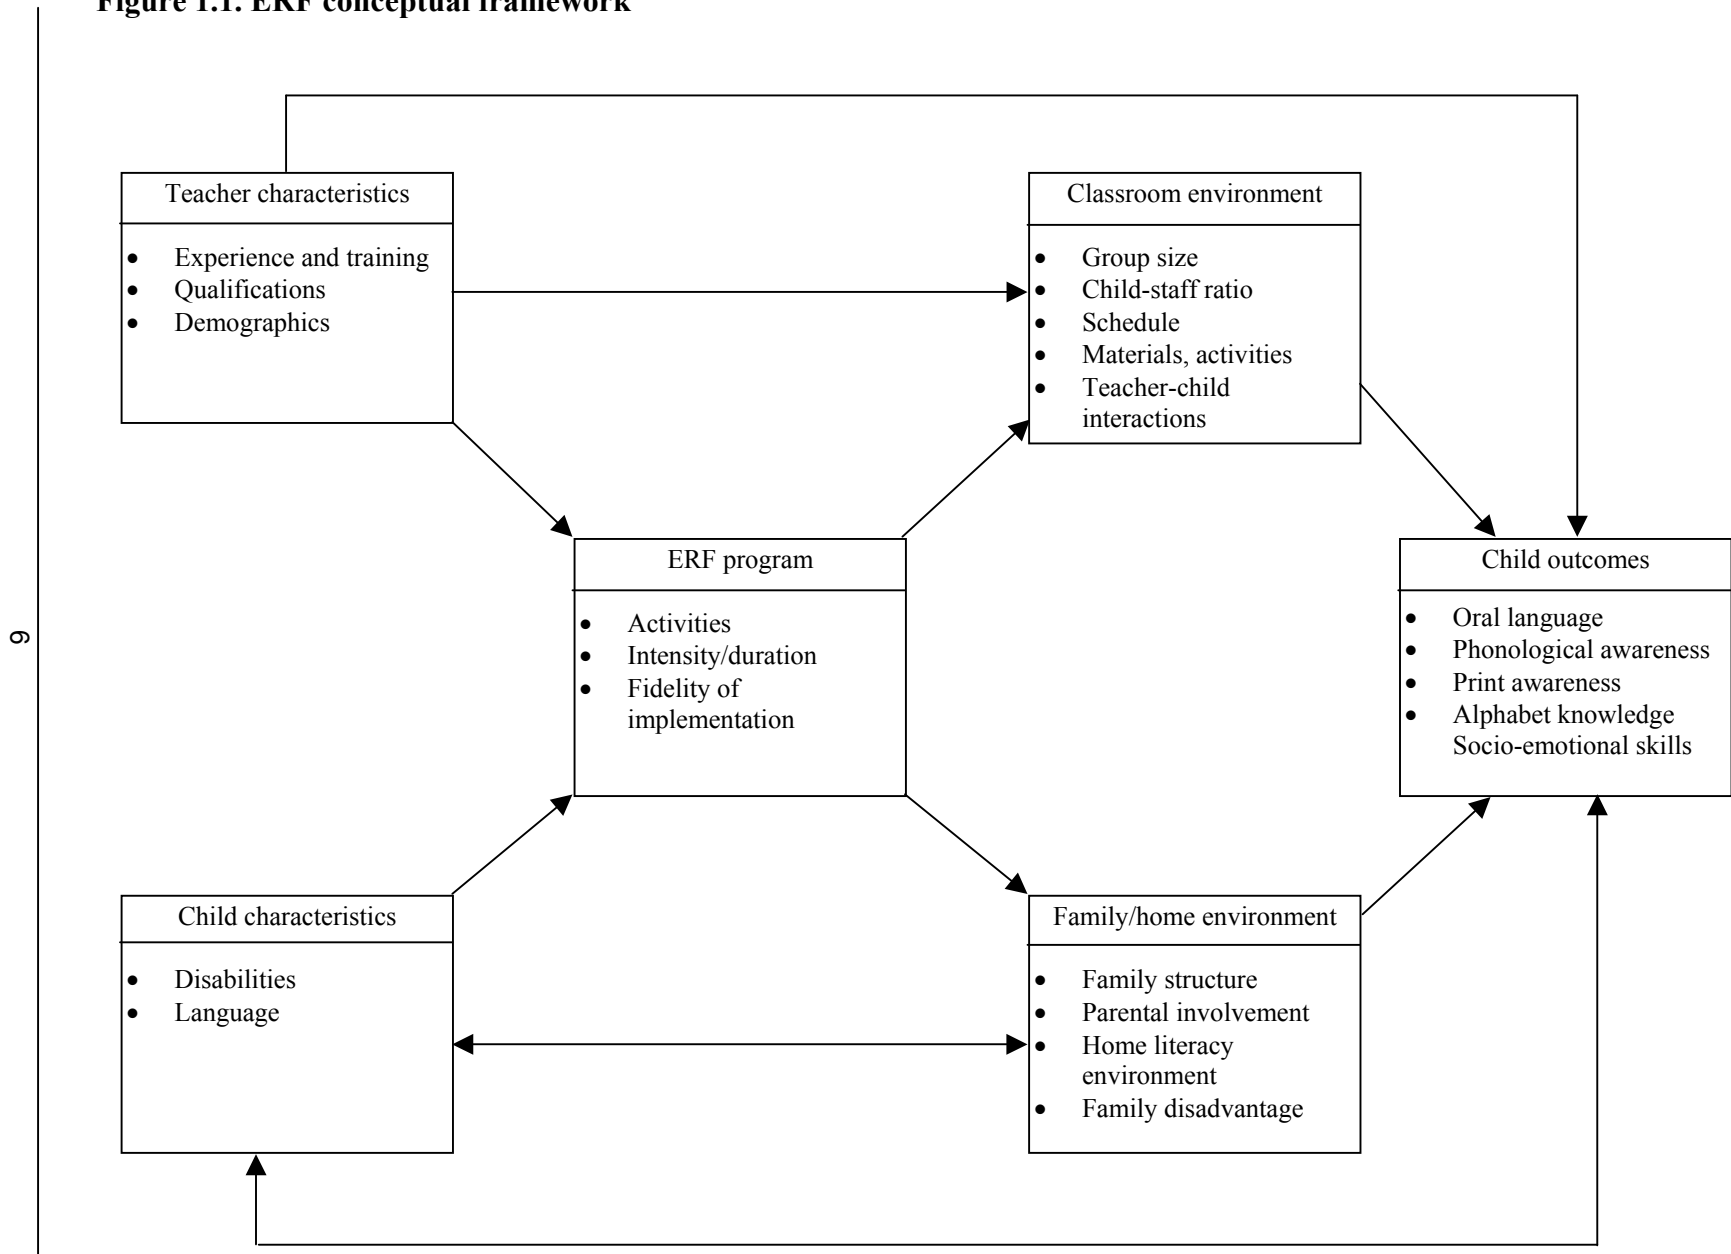 Figure 1.1. ERF conceptual framework
Teacher characteristics
• Experience and training
• Qualifications
• Demographics
Classroom environment
• Group size
• Child-staff ratio
• Schedule
• Materials, activities
• Teacher-child
interactions
ERF program
• Activities
• Intensity/duration
• Fidelity of
implementation
Child outcomes
• Oral language
• Phonological awareness
• Print awareness
• Alphabet knowledge
Socio-emotional skills
Child characteristics
• Disabilities
• Language
Family/home environment
• Family structure
• Parental involvement
• Home literacy
environment
• Family disadvantage
9